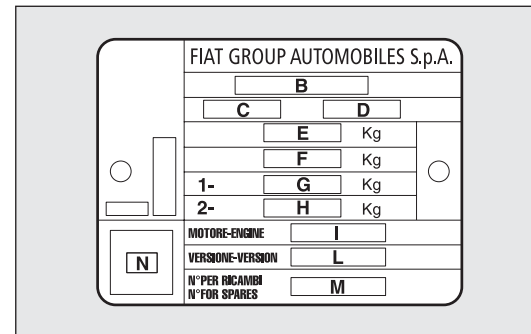 FIAT GROUP AUTOMOBILES S.p.A.
B
C D
E Kg
F Kg
1- G Kg
2- H Kg
MOTORE-ENGINE I
VERSIONE-VERSION L
N°PER RICAMBI
N°FOR SPARES M
N